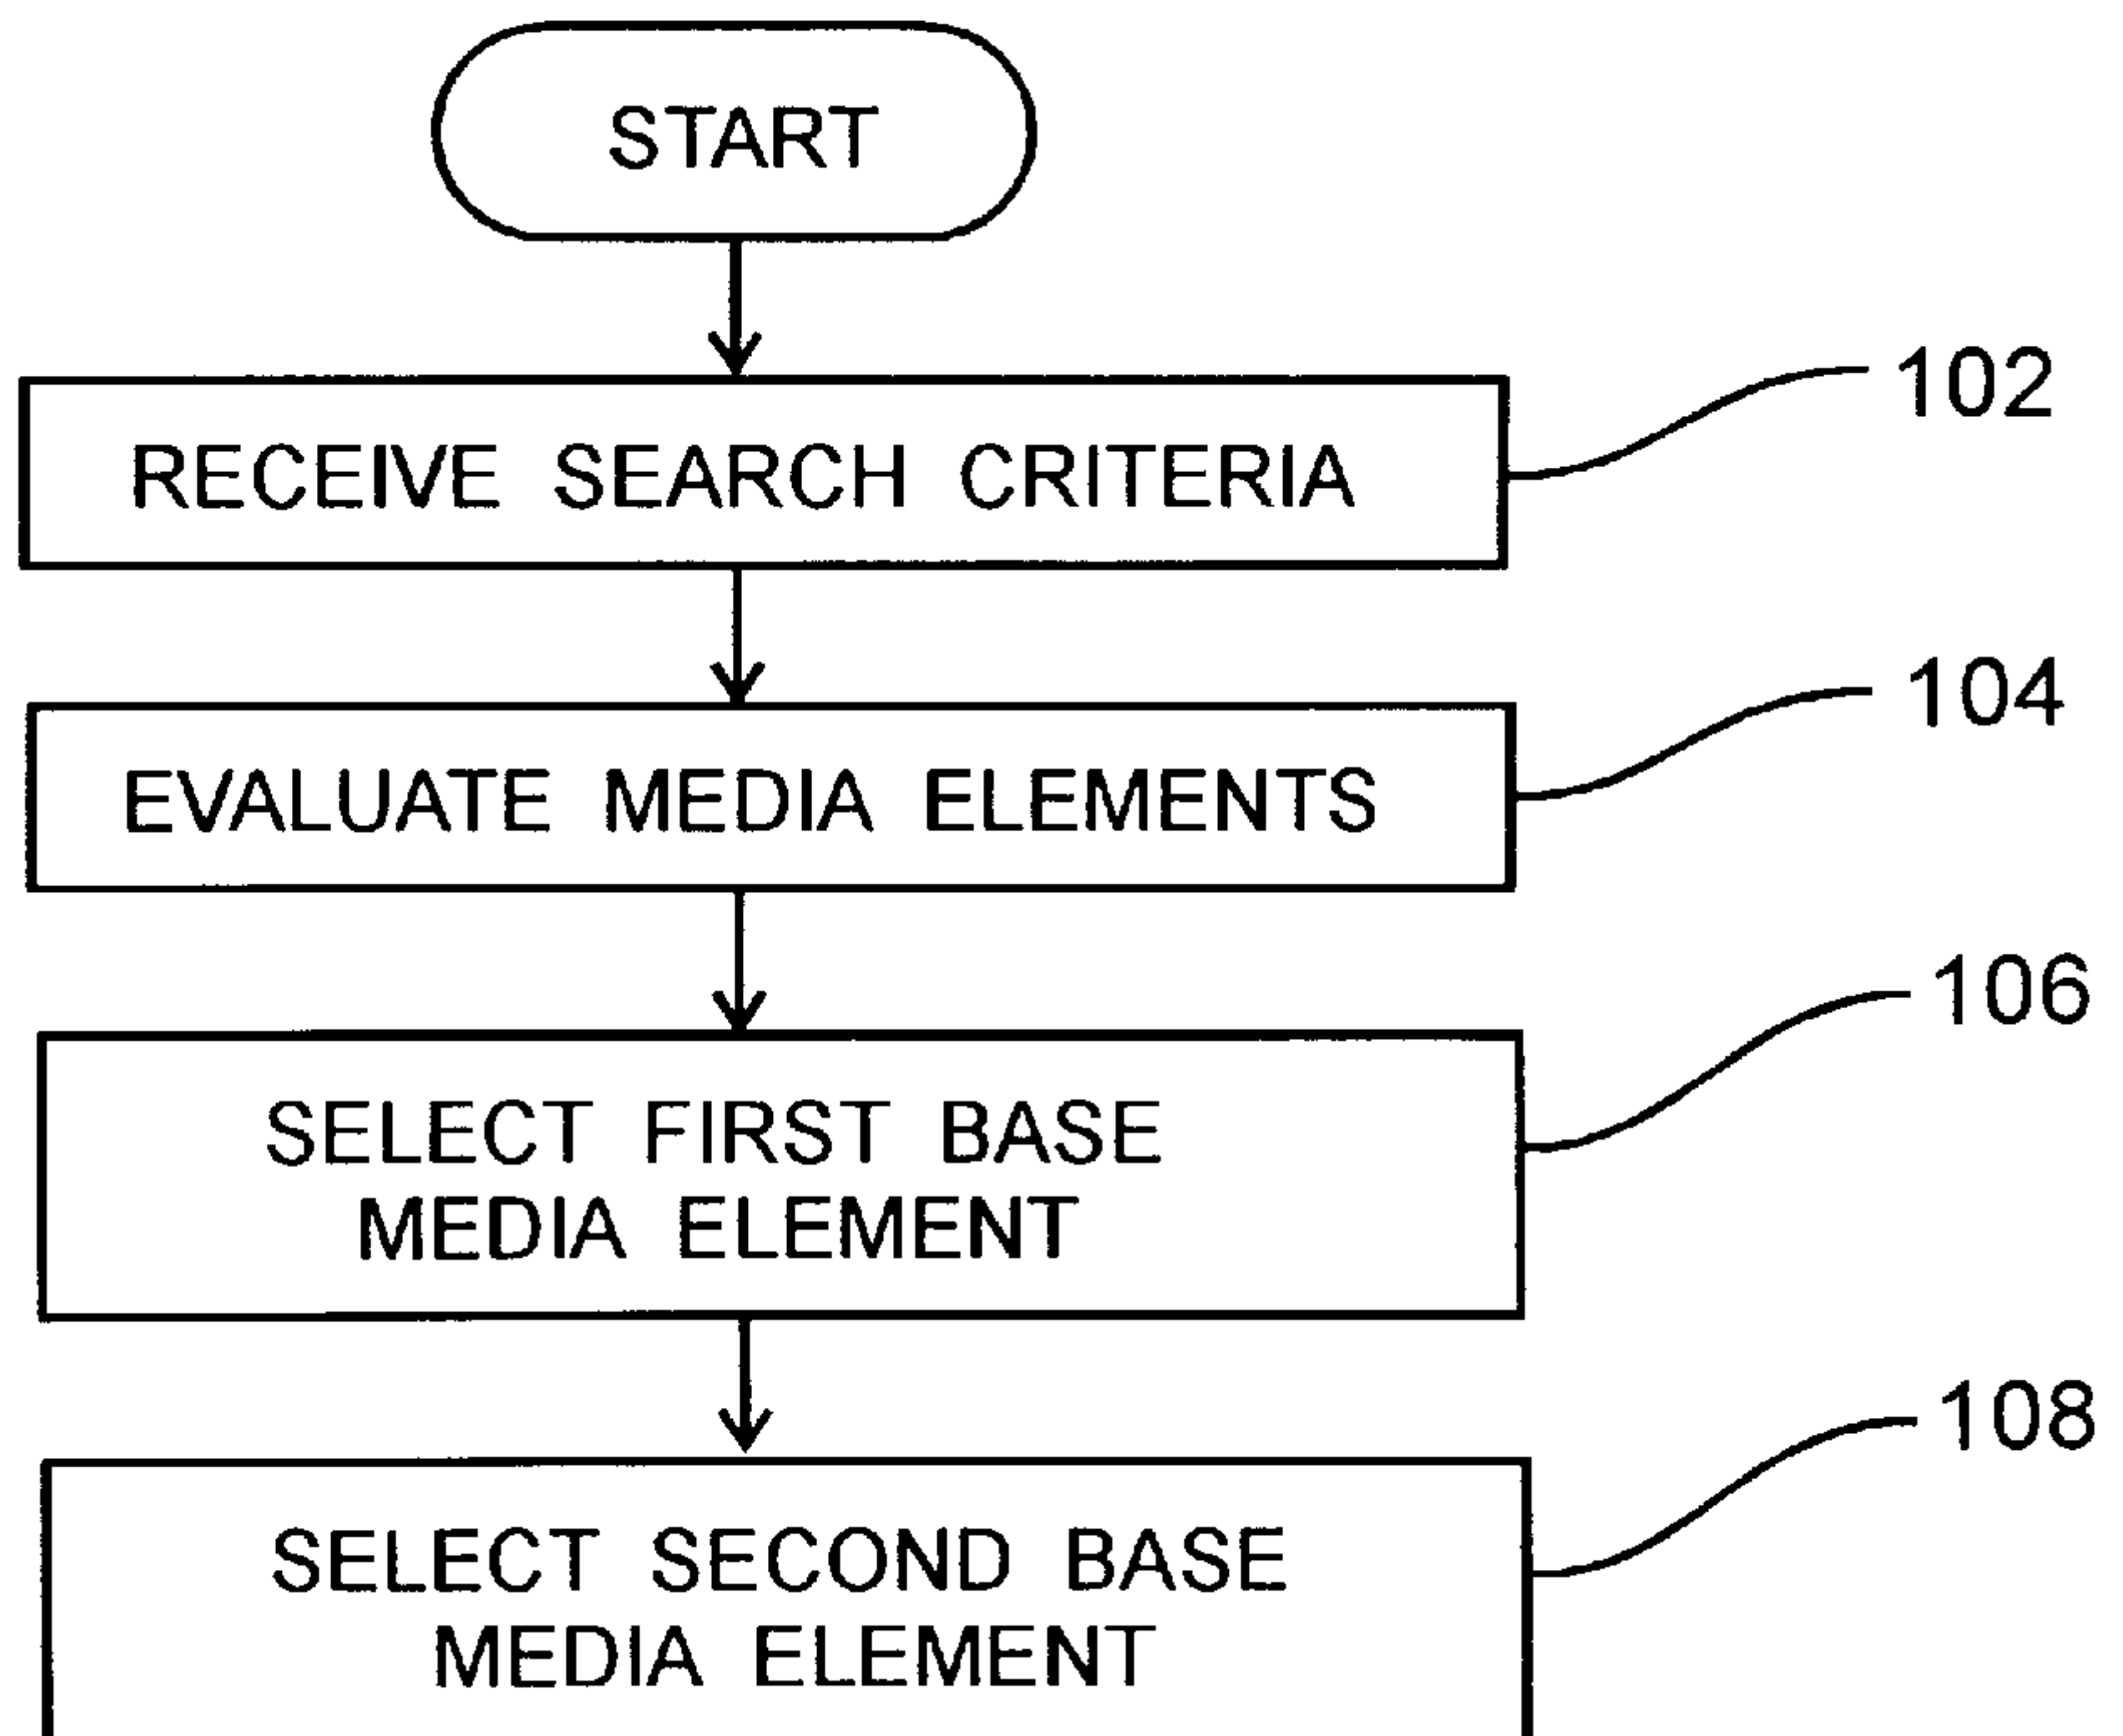 START
102
RECEIVE SEARCH CRITERIA
104
EVALUATE MEDIA ELEMENTS
106
SELECT FIRST BASE
MEDIA ELEMENT
108
SELECT SECOND BASE
MEDIA ELEMENT